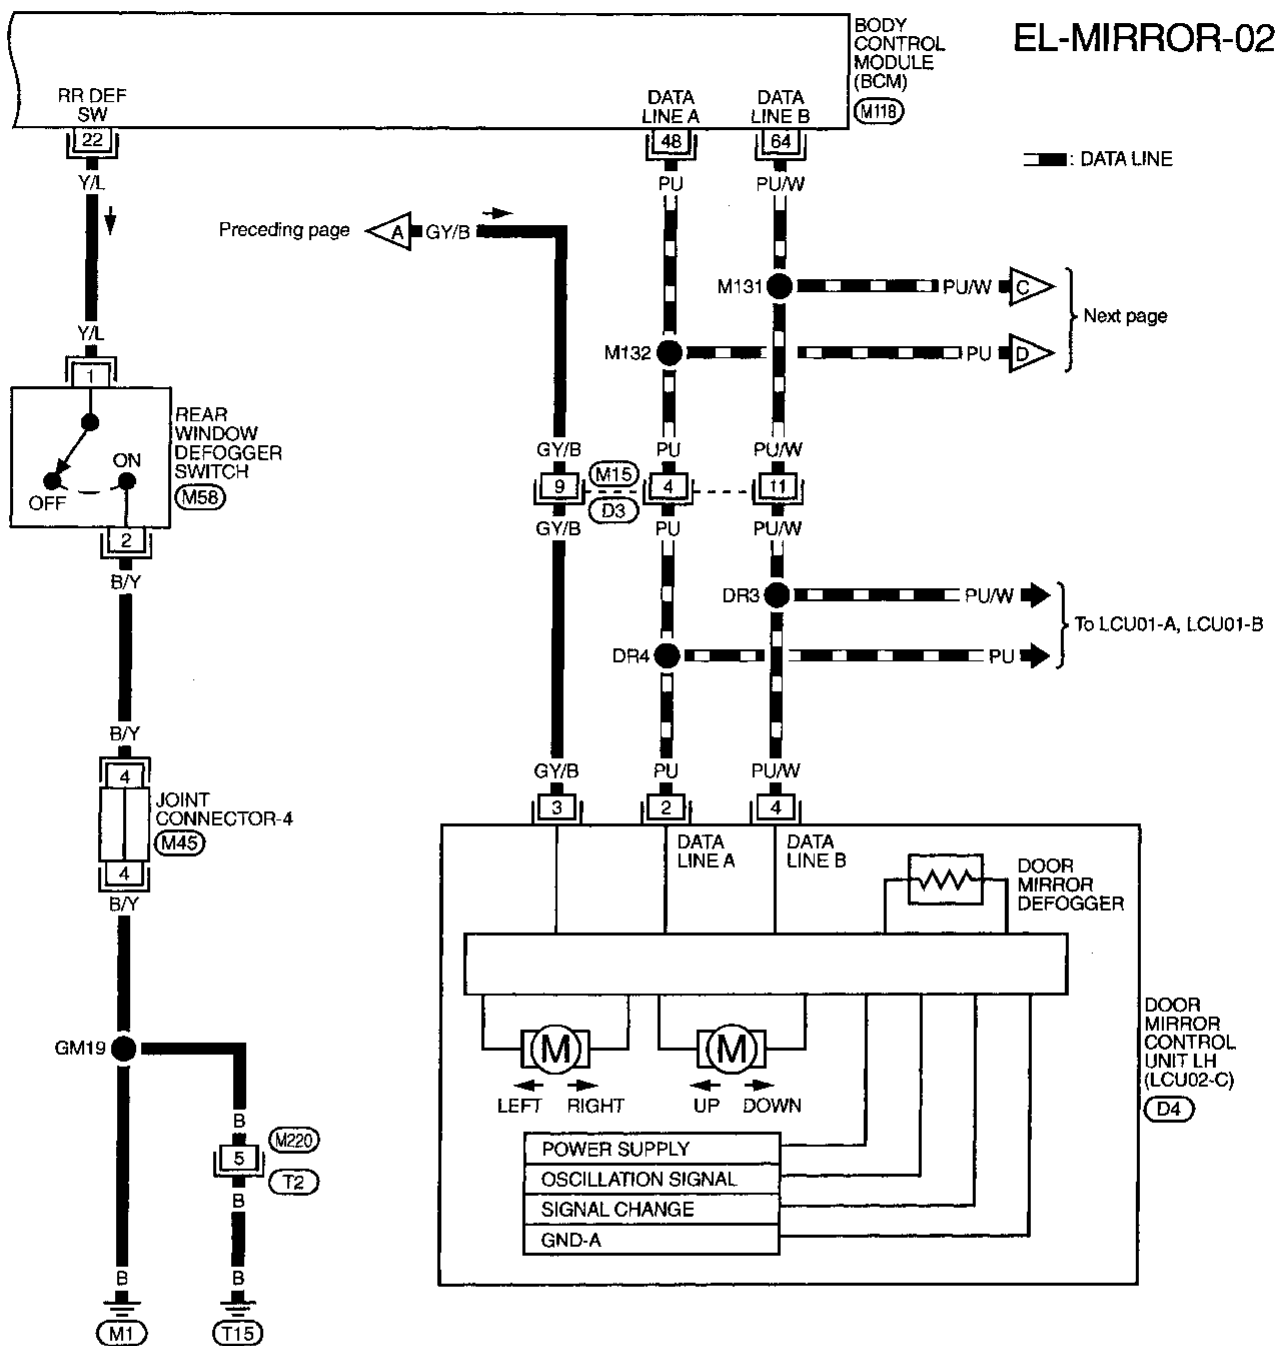 EL-MIRROR-02
BODY
CONTROL
MODULE
(BCM)
M118
RR DEF
SW
22
DATA
LINE A
48
DATA
LINE B
64
: DATA LINE
Y/L
PU
PU/W
Preceding page
A
GY/B
M131
PU/W
C
M132
PU
D
Next page
Y/L
1
REAR
WINDOW
DEFOGGER
SWITCH
M58
ON
OFF
2
B/Y
GY/B
PU
PU/W
9
M15
D3
4
11
GY/B
PU
PU/W
DR3
PU/W
DR4
PU
To LCU01-A, LCU01-B
B/Y
4
JOINT
CONNECTOR-4
M45
4
B/Y
GY/B
PU
PU/W
3
2
4
DATA
LINE A
DATA
LINE B
DOOR
MIRROR
DEFOGGER
DOOR
MIRROR
CONTROL
UNIT LH
(LCU02-C)
D4
M
M
LEFT
RIGHT
UP
DOWN
POWER SUPPLY
OSCILLATION SIGNAL
SIGNAL CHANGE
GND-A
GM19
B
M220
5
T2
B
B
B
M1
T15